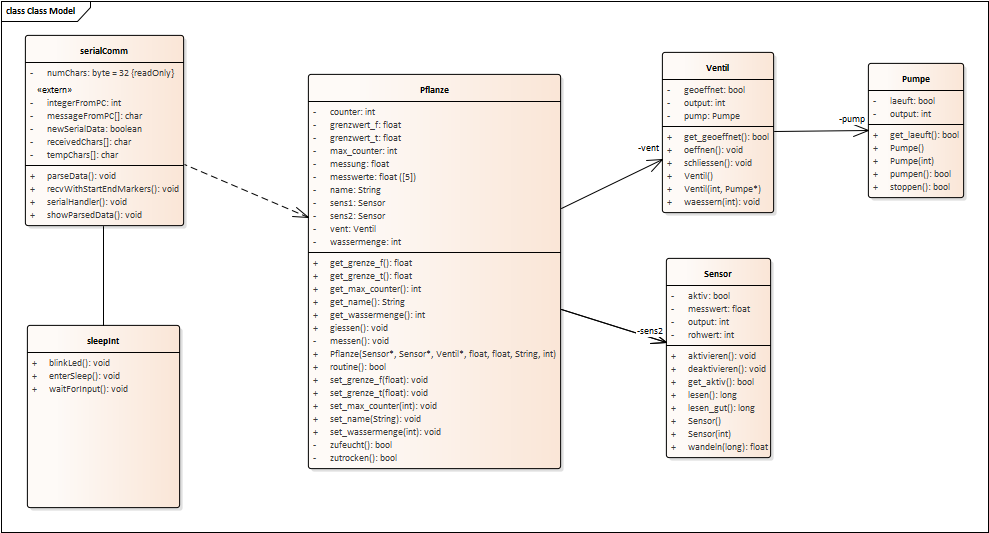 class Class Model
serialComm
- numChars: byte = 32 {readOnly}
«extern»
- integerFromPC: int
- messageFromPC[]: char
- newSerialData: boolean
- receivedChars[]: char
- tempChars[]: char
+ parseData(): void
+ recvWithStartEndMarkers(): void
+ serialHandler(): void
+ showParsedData(): void
sleepInt
+ blinkLed(): void
+ enterSleep(): void
+ waitForInput(): void
Pflanze
- counter: int
- grenzwert_f: float
- grenzwert_t: float
- max_counter: int
- messung: float
- messwerte: float ([5])
- name: String
- sens1: Sensor
- sens2: Sensor
- vent: Ventil
- wassermenge: int
+ get_grenze_f(): float
+ get_grenze_t(): float
+ get_max_counter(): int
+ get_name(): String
+ get_wassermenge(): int
+ giessen(): void
- messen(): void
+ Pflanze(Sensor*, Sensor*, Ventil*, float, float, String, int)
+ routine(): bool
+ set_grenze_f(float): void
+ set_grenze_f(float): void
+ set_max_counter(int): void
+ set_name(String): void
+ set_wassermenge(int): void
- zufeucht(): bool
- zutrocken(): bool
-vent
-sens2
Ventil
- geoeffnet: bool
- output: int
- pump: Pumpe
+ get_geoeffnet(): bool
+ oeffnen(): void
+ schliessen(): void
+ Ventil()
+ Ventil(int, Pumpe*)
+ waessern(int): void
-pump
Pumpe
- laeuft: bool
- output: int
+ get_laeuft(): bool
+ Pumpe()
+ Pumpe(int)
+ pumpen(): bool
+ stoppen(): bool
Sensor
- aktiv: bool
- messwert: float
- output: int
- rohwert: int
+ aktivieren(): void
+ deaktivieren(): void
+ get_aktiv(): bool
+ lesen(): long
+ lesen_gut(): long
+ Sensor()
+ Sensor(int)
+ wandeln(long): float